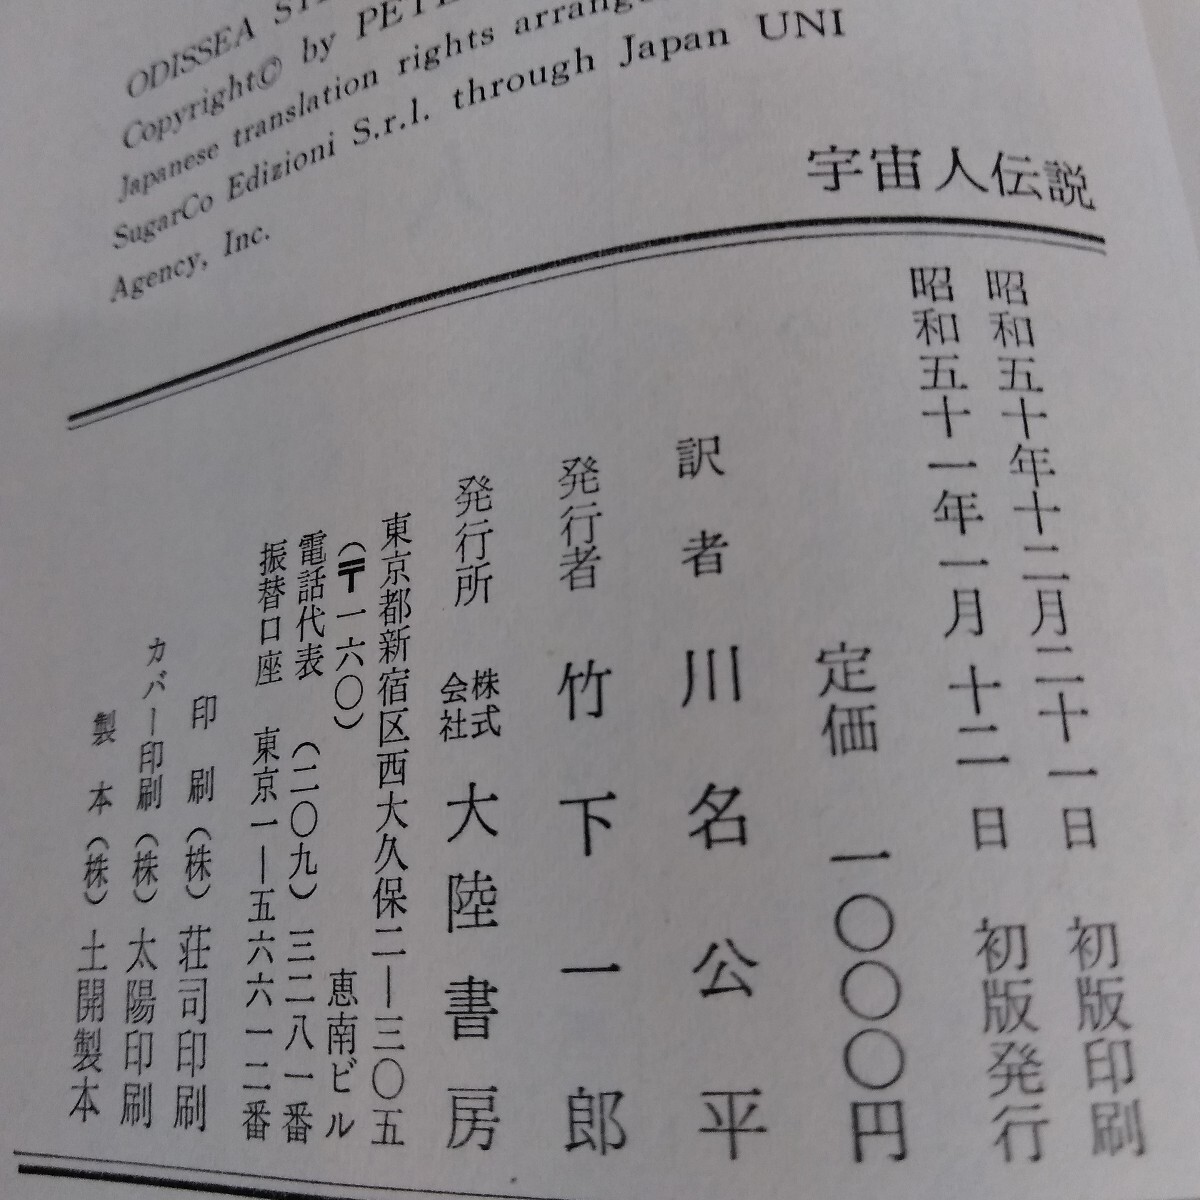 ODISSEA
Copyright© by
Japanese translation rights
SugarCo Edizioni S.r.l. through Japan UNI
Agency, Inc.
宇宙人伝説
昭和五十年十二月二十一日 初版印刷
昭和五十一年一月十二日 初版発行
定価 一〇〇〇円
訳者 川名公平
発行者 竹下一郎
発行所 株式会社 大陸書房
東京都新宿区西大久保二―三〇五
(〒一六〇) 恵南ビル
電話代表 (二〇九) 三二八一番
振替口座 東京一―五六六一二番
印刷 (株) 荘司印刷
カバー印刷 (株) 太陽印刷
製本 (株) 土開製本